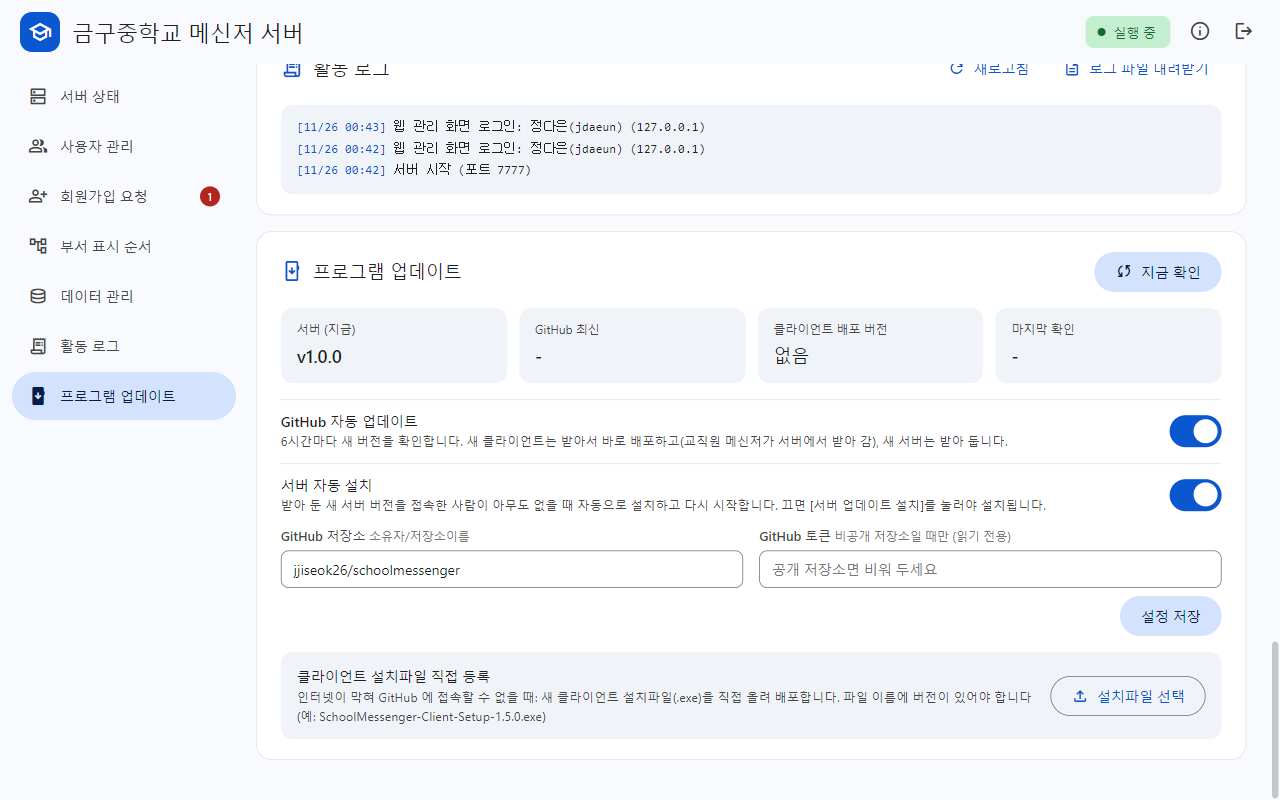 금구중학교 메신저 서버
실행 중
서버 상태
사용자 관리
회원가입 요청
1
부서 표시 순서
데이터 관리
활동 로그
프로그램 업데이트
활동 로그
새로고침
로그 파일 내려받기
[11/26 00:43] 웹 관리 화면 로그인: 정다은(jdaeun) (127.0.0.1)
[11/26 00:42] 웹 관리 화면 로그인: 정다은(jdaeun) (127.0.0.1)
[11/26 00:42] 서버 시작 (포트 7777)
프로그램 업데이트
지금 확인
서버 (지금)
v1.0.0
GitHub 최신
-
클라이언트 배포 버전
없음
마지막 확인
-
GitHub 자동 업데이트
6시간마다 새 버전을 확인합니다. 새 클라이언트는 받아서 바로 배포하고(교직원 메신저가 서버에서 받아 감), 새 서버는 받아 둡니다.
서버 자동 설치
받아 둔 새 서버 버전을 접속한 사람이 아무도 없을 때 자동으로 설치하고 다시 시작합니다. 끄면 [서버 업데이트 설치]를 눌러야 설치됩니다.
GitHub 저장소 소유자/저장소이름
jjiseok26/schoolmessenger
GitHub 토큰 비공개 저장소일 때만 (읽기 전용)
공개 저장소면 비워 두세요
설정 저장
클라이언트 설치파일 직접 등록
인터넷이 막혀 GitHub 에 접속할 수 없을 때: 새 클라이언트 설치파일(.exe)을 직접 올려 배포합니다. 파일 이름에 버전이 있어야 합니다
(예: SchoolMessenger-Client-Setup-1.5.0.exe)
설치파일 선택